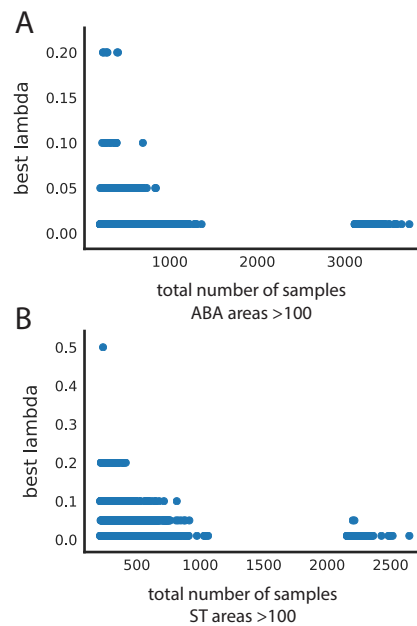 A
0.20
0.15
0.10
0.05
0.00
best lambda
1000 2000 3000
total number of samples
ABA areas >100
B
0.5
0.4
0.3
0.2
0.1
0.0
best lambda
500 1000 1500 2000 2500
total number of samples
ST areas >100